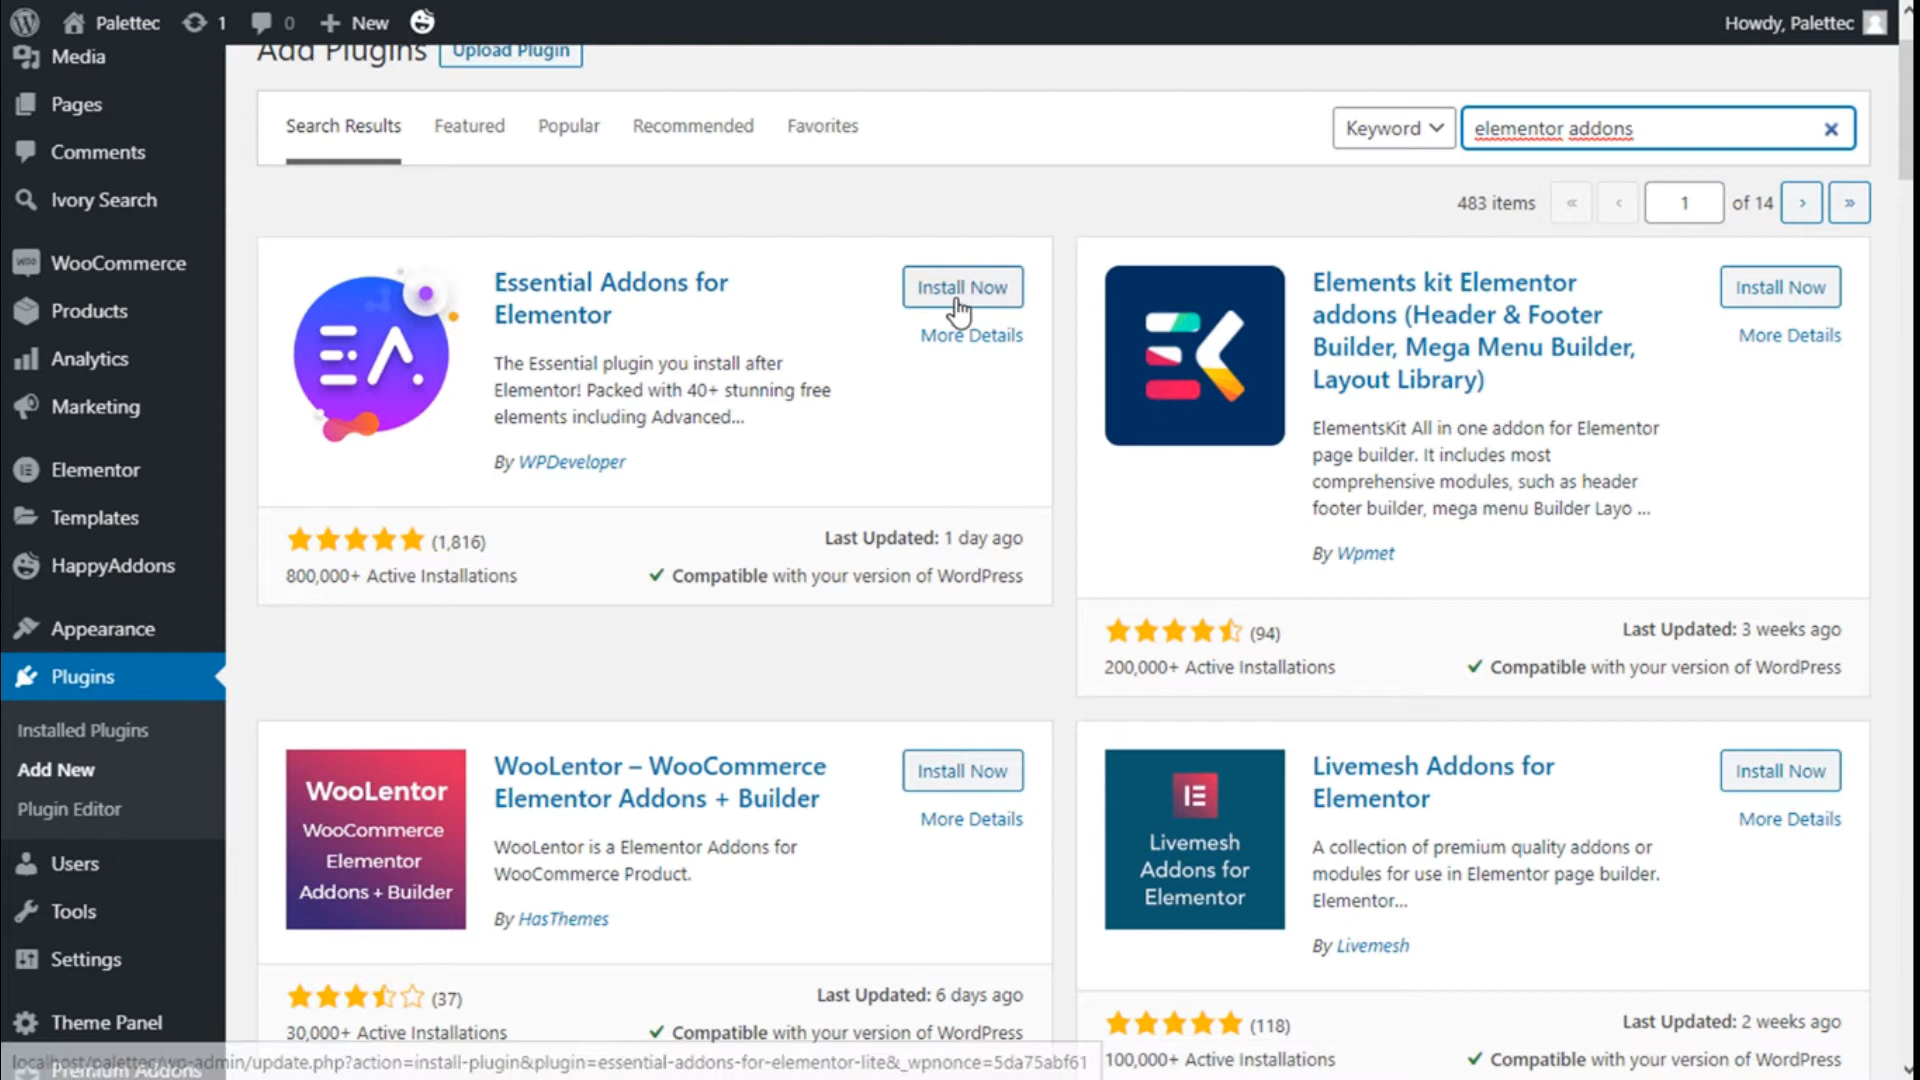 Palettec 1 0 New Howdy, Palettec
Media
Pages
Comments
Ivory Search
WooCommerce
Products
Analytics
Marketing
Elementor
Templates
HappyAddons
Appearance
Plugins
Installed Plugins
Add New
Plugin Editor
Users
Tools
Settings
Theme Panel
Premium Addons
Add Plugins Upload Plugin
Search Results Featured Popular Recommended Favorites Keyword elementor addons
483 items « ‹ 1 of 14 › »
Essential Addons for
Elementor
Install Now
More Details
The Essential plugin you install after
Elementor! Packed with 40+ stunning free
elements including Advanced...
By WPDeveloper
(1,816) Last Updated: 1 day ago
800,000+ Active Installations Compatible with your version of WordPress
Elements kit Elementor
addons (Header & Footer
Builder, Mega Menu Builder,
Layout Library)
Install Now
More Details
ElementsKit All in one addon for Elementor
page builder. It includes most
comprehensive modules, such as header
footer builder, mega menu Builder Layo ...
By Wpmet
(94) Last Updated: 3 weeks ago
200,000+ Active Installations Compatible with your version of WordPress
WooLentor
WooCommerce
Elementor
Addons + Builder
WooLentor – WooCommerce
Elementor Addons + Builder
Install Now
More Details
WooLentor is a Elementor Addons for
WooCommerce Product.
By HasThemes
(37) Last Updated: 6 days ago
30,000+ Active Installations Compatible with your version of WordPress
Livemesh
Addons for
Elementor
Livemesh Addons for
Elementor
Install Now
More Details
A collection of premium quality addons or
modules for use in Elementor page builder.
Elementor...
By Livemesh
(118) Last Updated: 2 weeks ago
100,000+ Active Installations Compatible with your version of WordPress
localhost/palettec/wp-admin/update.php?action=install-plugin&plugin=essential-addons-for-elementor-lite&_wpnonce=5da75abf61